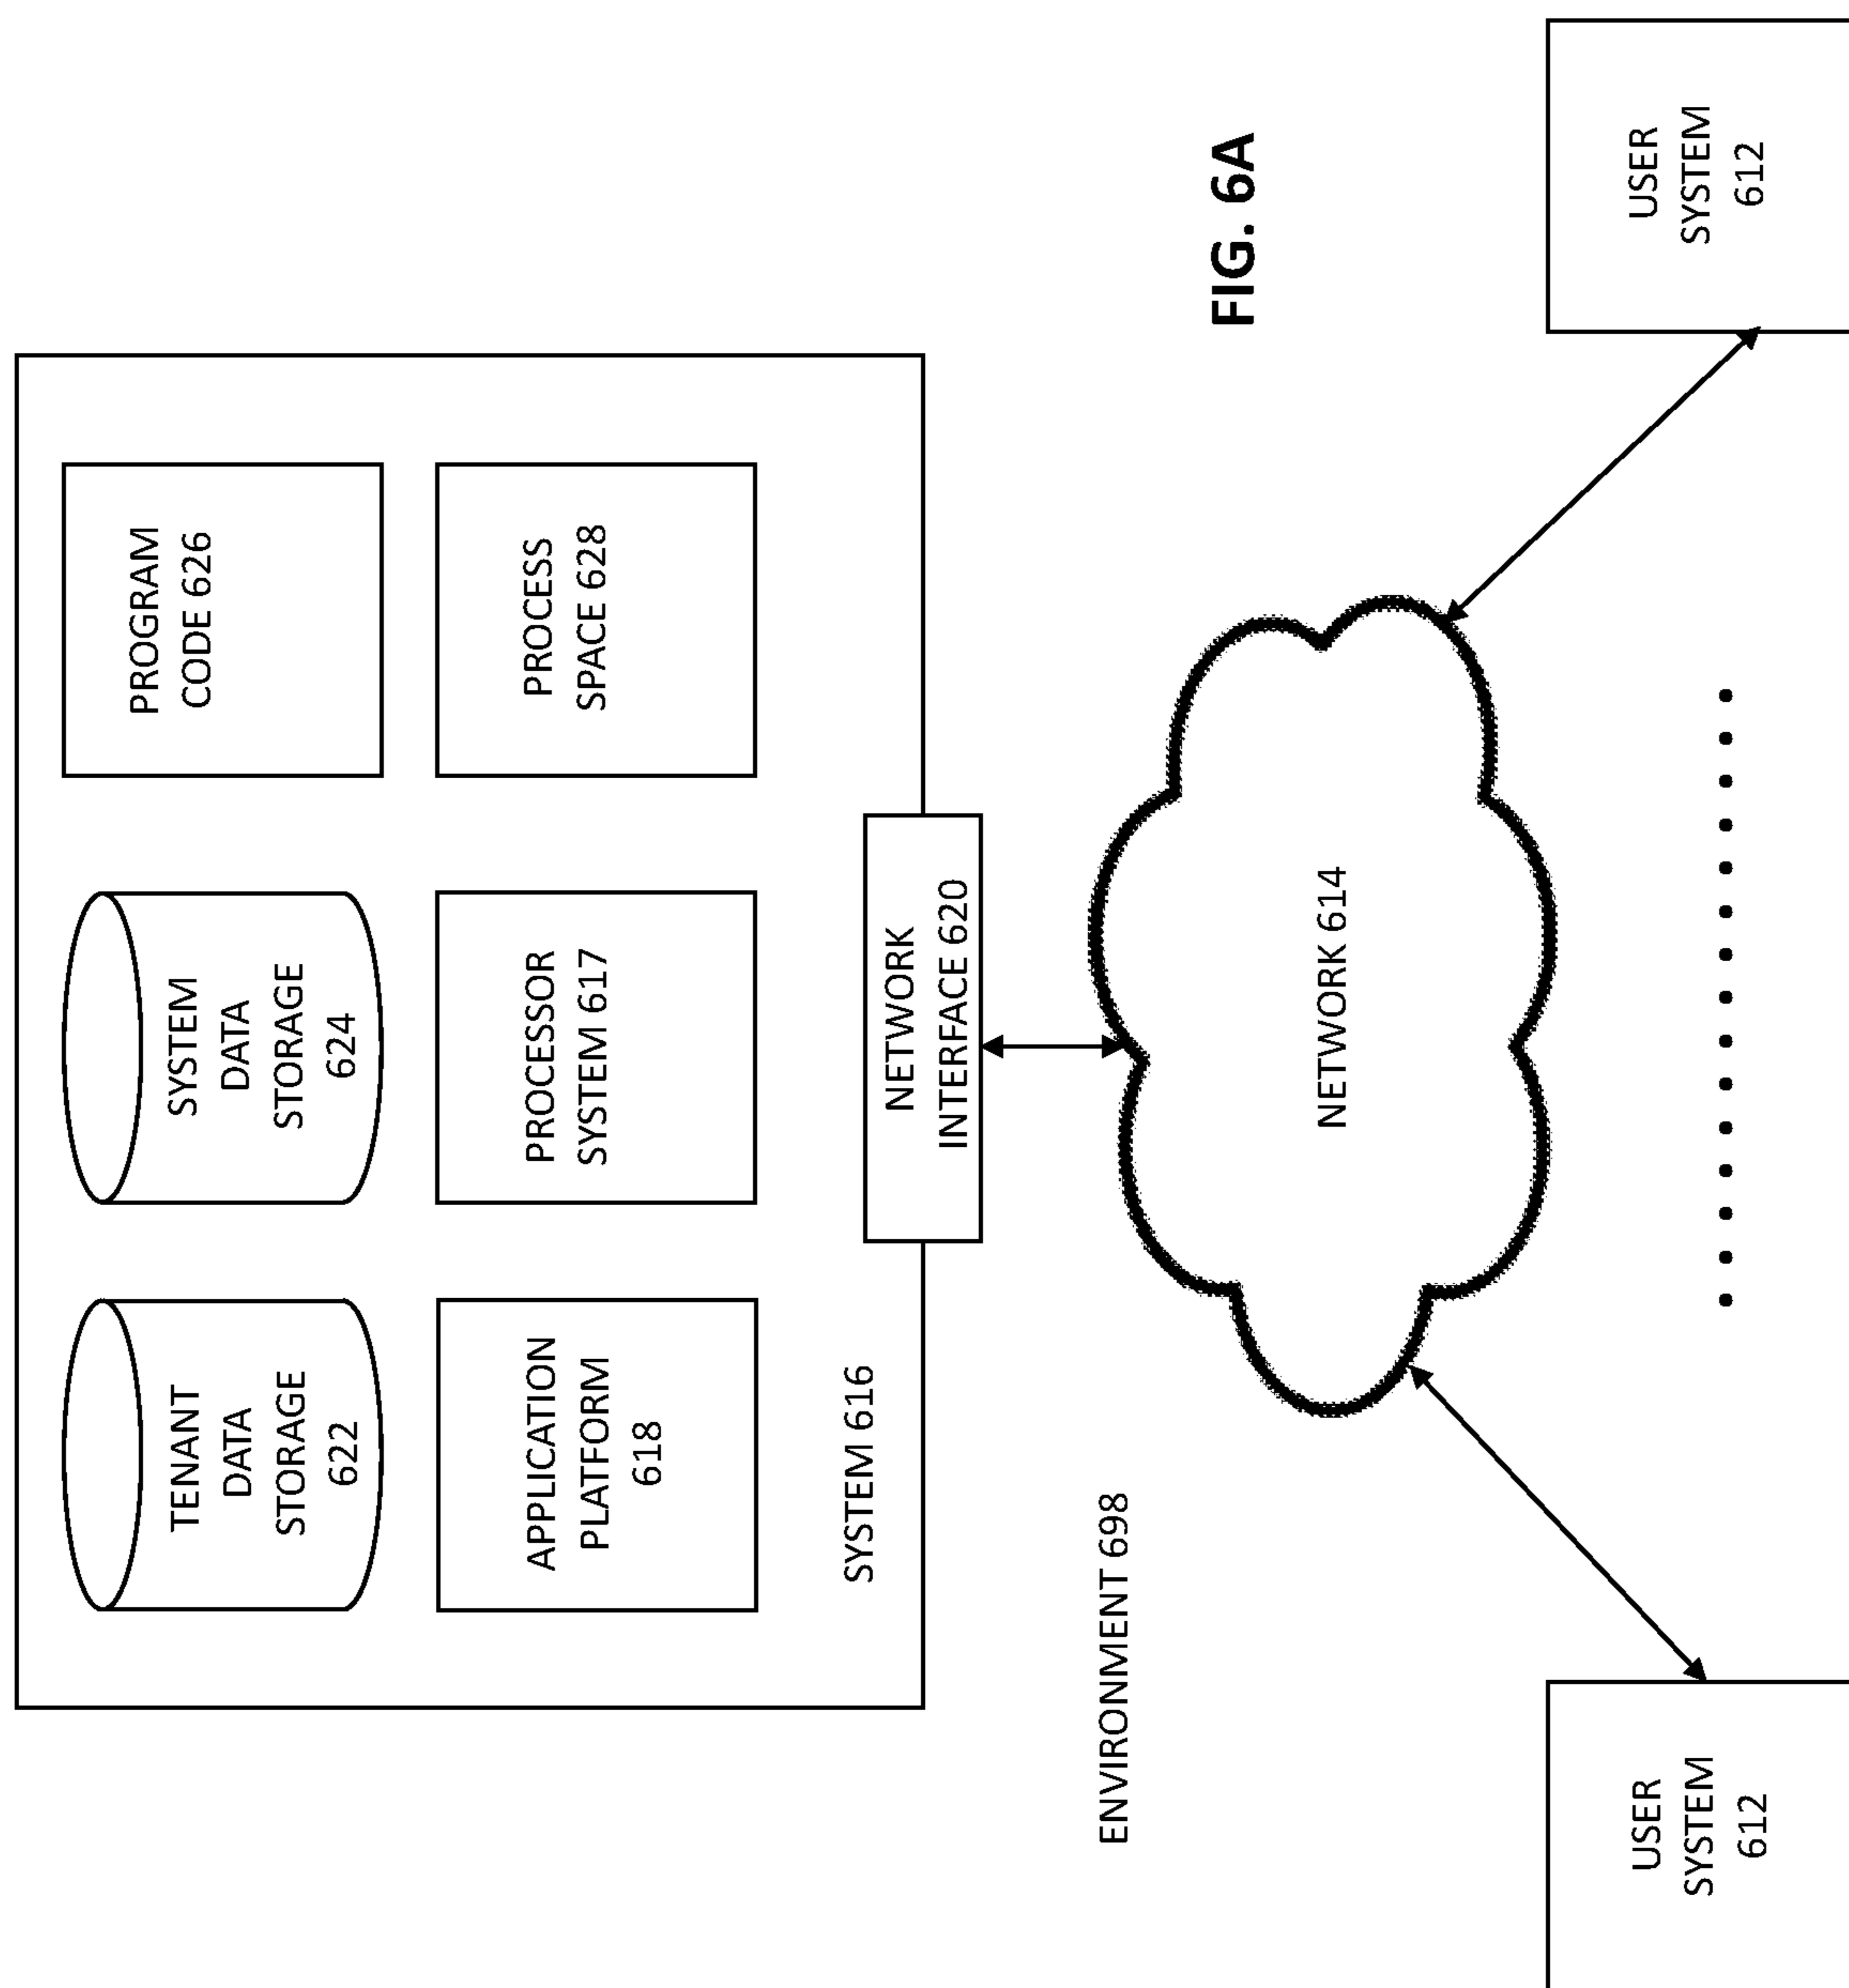 TENANT
DATA
STORAGE
622
SYSTEM
DATA
STORAGE
624
PROGRAM
CODE 626
APPLICATION
PLATFORM
618
PROCESSOR
SYSTEM 617
PROCESS
SPACE 628
SYSTEM 616
NETWORK
INTERFACE 620
ENVIRONMENT 698
NETWORK 614
FIG. 6A
USER
SYSTEM
612
USER
SYSTEM
612